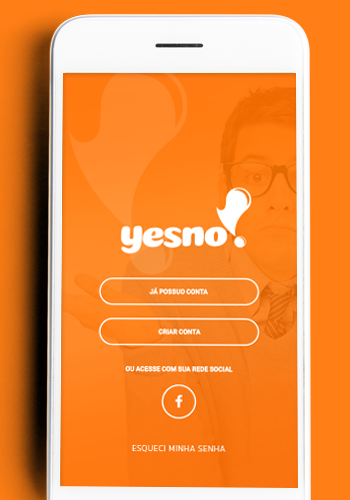 yesno!
JÁ POSSUO CONTA
CRIAR CONTA
OU ACESSE COM SUA REDE SOCIAL
f
ESQUECI MINHA SENHA